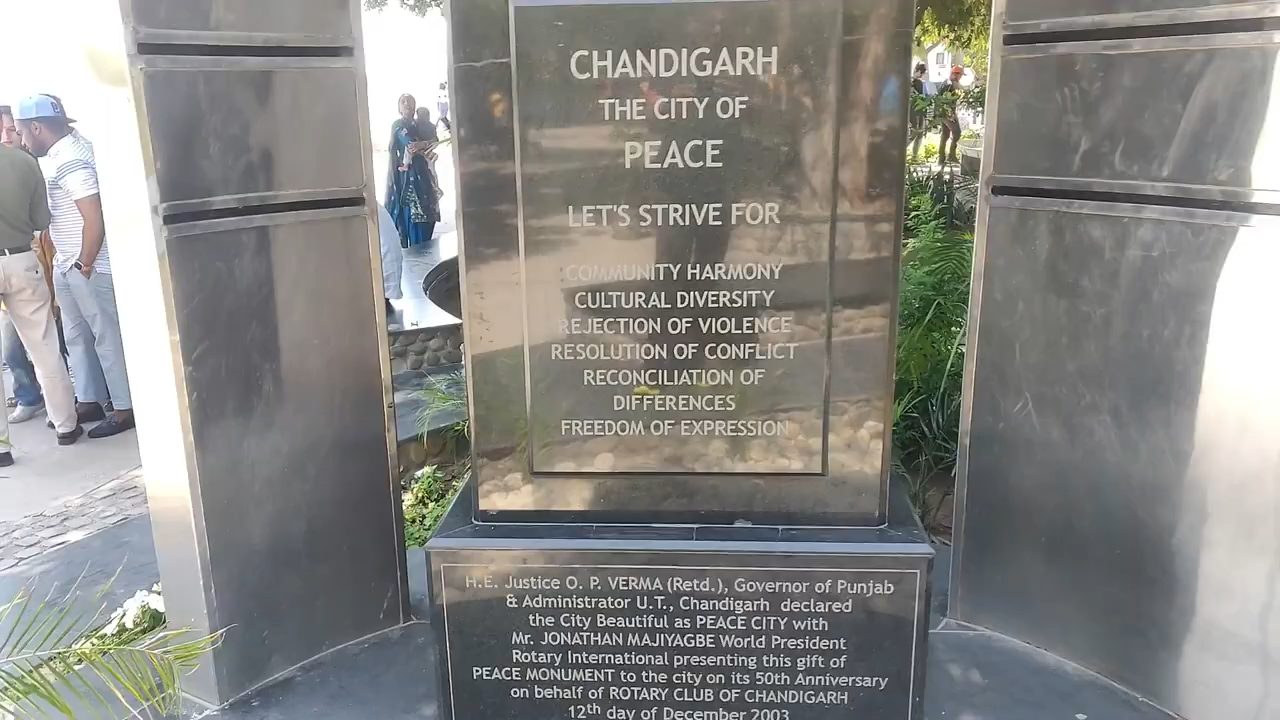 CHANDIGARH
THE CITY OF
PEACE
LET'S STRIVE FOR
COMMUNITY HARMONY
CULTURAL DIVERSITY
REJECTION OF VIOLENCE
RESOLUTION OF CONFLICT
RECONCILIATION OF
DIFFERENCES
FREEDOM OF EXPRESSION
H.E. Justice O. P. VERMA (Retd.), Governor of Punjab
& Administrator U.T., Chandigarh declared
the City Beautiful as PEACE CITY with
Mr. JONATHAN MAJIYAGBE World President
Rotary International presenting this gift of
PEACE MONUMENT to the city on its 50th Anniversary
on behalf of ROTARY CLUB OF CHANDIGARH
12th day of December 2003